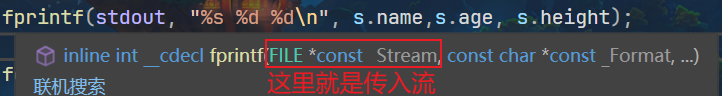 fprintf(stdout, "%s %d %d\n", s.name,s.age, s.height);
inline int __cdecl fprintf(FILE *const _Stream, const char *const _Format, ...)
联机搜索
这里就是传入流